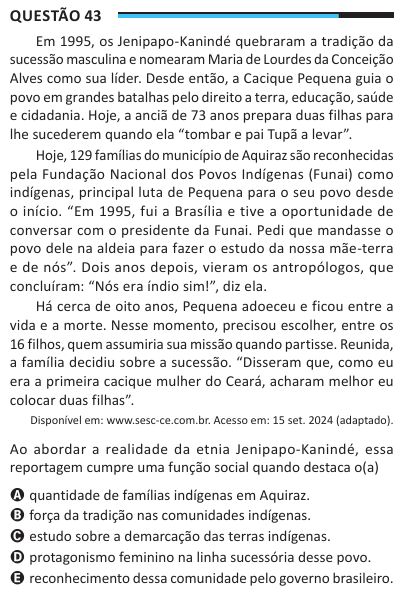 QUESTÃO 43
Em 1995, os Jenipapo-Kanindé quebraram a tradição da
sucessão masculina e nomearam Maria de Lourdes da Conceição
Alves como sua líder. Desde então, a Cacique Pequena guia o
povo em grandes batalhas pelo direito a terra, educação, saúde
e cidadania. Hoje, a anciã de 73 anos prepara duas filhas para
lhe sucederem quando ela “tombar e pai Tupã a levar”.
Hoje, 129 famílias do município de Aquiraz são reconhecidas
pela Fundação Nacional dos Povos Indígenas (Funai) como
indígenas, principal luta de Pequena para o seu povo desde
o início. “Em 1995, fui a Brasília e tive a oportunidade de
conversar com o presidente da Funai. Pedi que mandasse o
povo dele na aldeia para fazer o estudo da nossa mãe-terra
e de nós”. Dois anos depois, vieram os antropólogos, que
concluíram: “Nós era índio sim!”, diz ela.
Há cerca de oito anos, Pequena adoeceu e ficou entre a
vida e a morte. Nesse momento, precisou escolher, entre os
16 filhos, quem assumiria sua missão quando partisse. Reunida,
a família decidiu sobre a sucessão. “Disseram que, como eu
era a primeira cacique mulher do Ceará, acharam melhor eu
colocar duas filhas”.
Disponível em: www.sesc-ce.com.br. Acesso em: 15 set. 2024 (adaptado).
Ao abordar a realidade da etnia Jenipapo-Kanindé, essa
reportagem cumpre uma função social quando destaca o(a)
A quantidade de famílias indígenas em Aquiraz.
B força da tradição nas comunidades indígenas.
C estudo sobre a demarcação das terras indígenas.
D protagonismo feminino na linha sucessória desse povo.
E reconhecimento dessa comunidade pelo governo brasileiro.